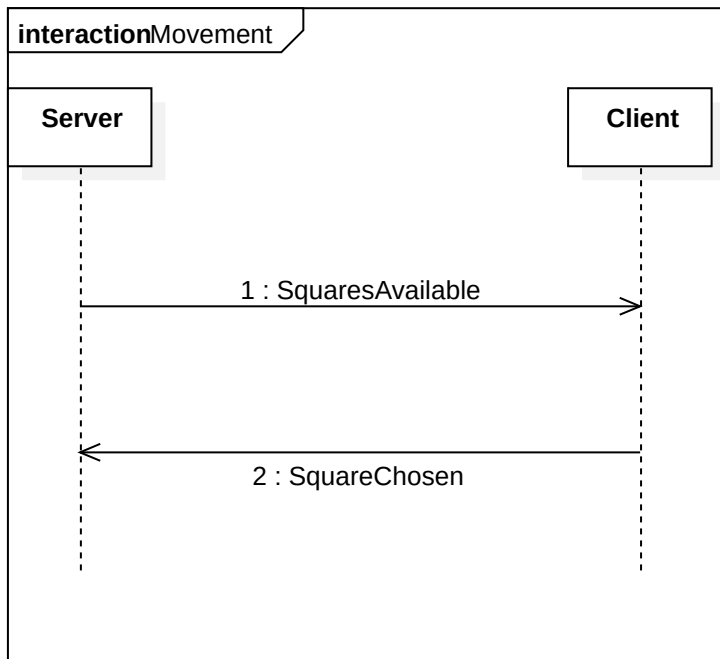 interactionMovement
Server
Client
1 : SquaresAvailable
2 : SquareChosen